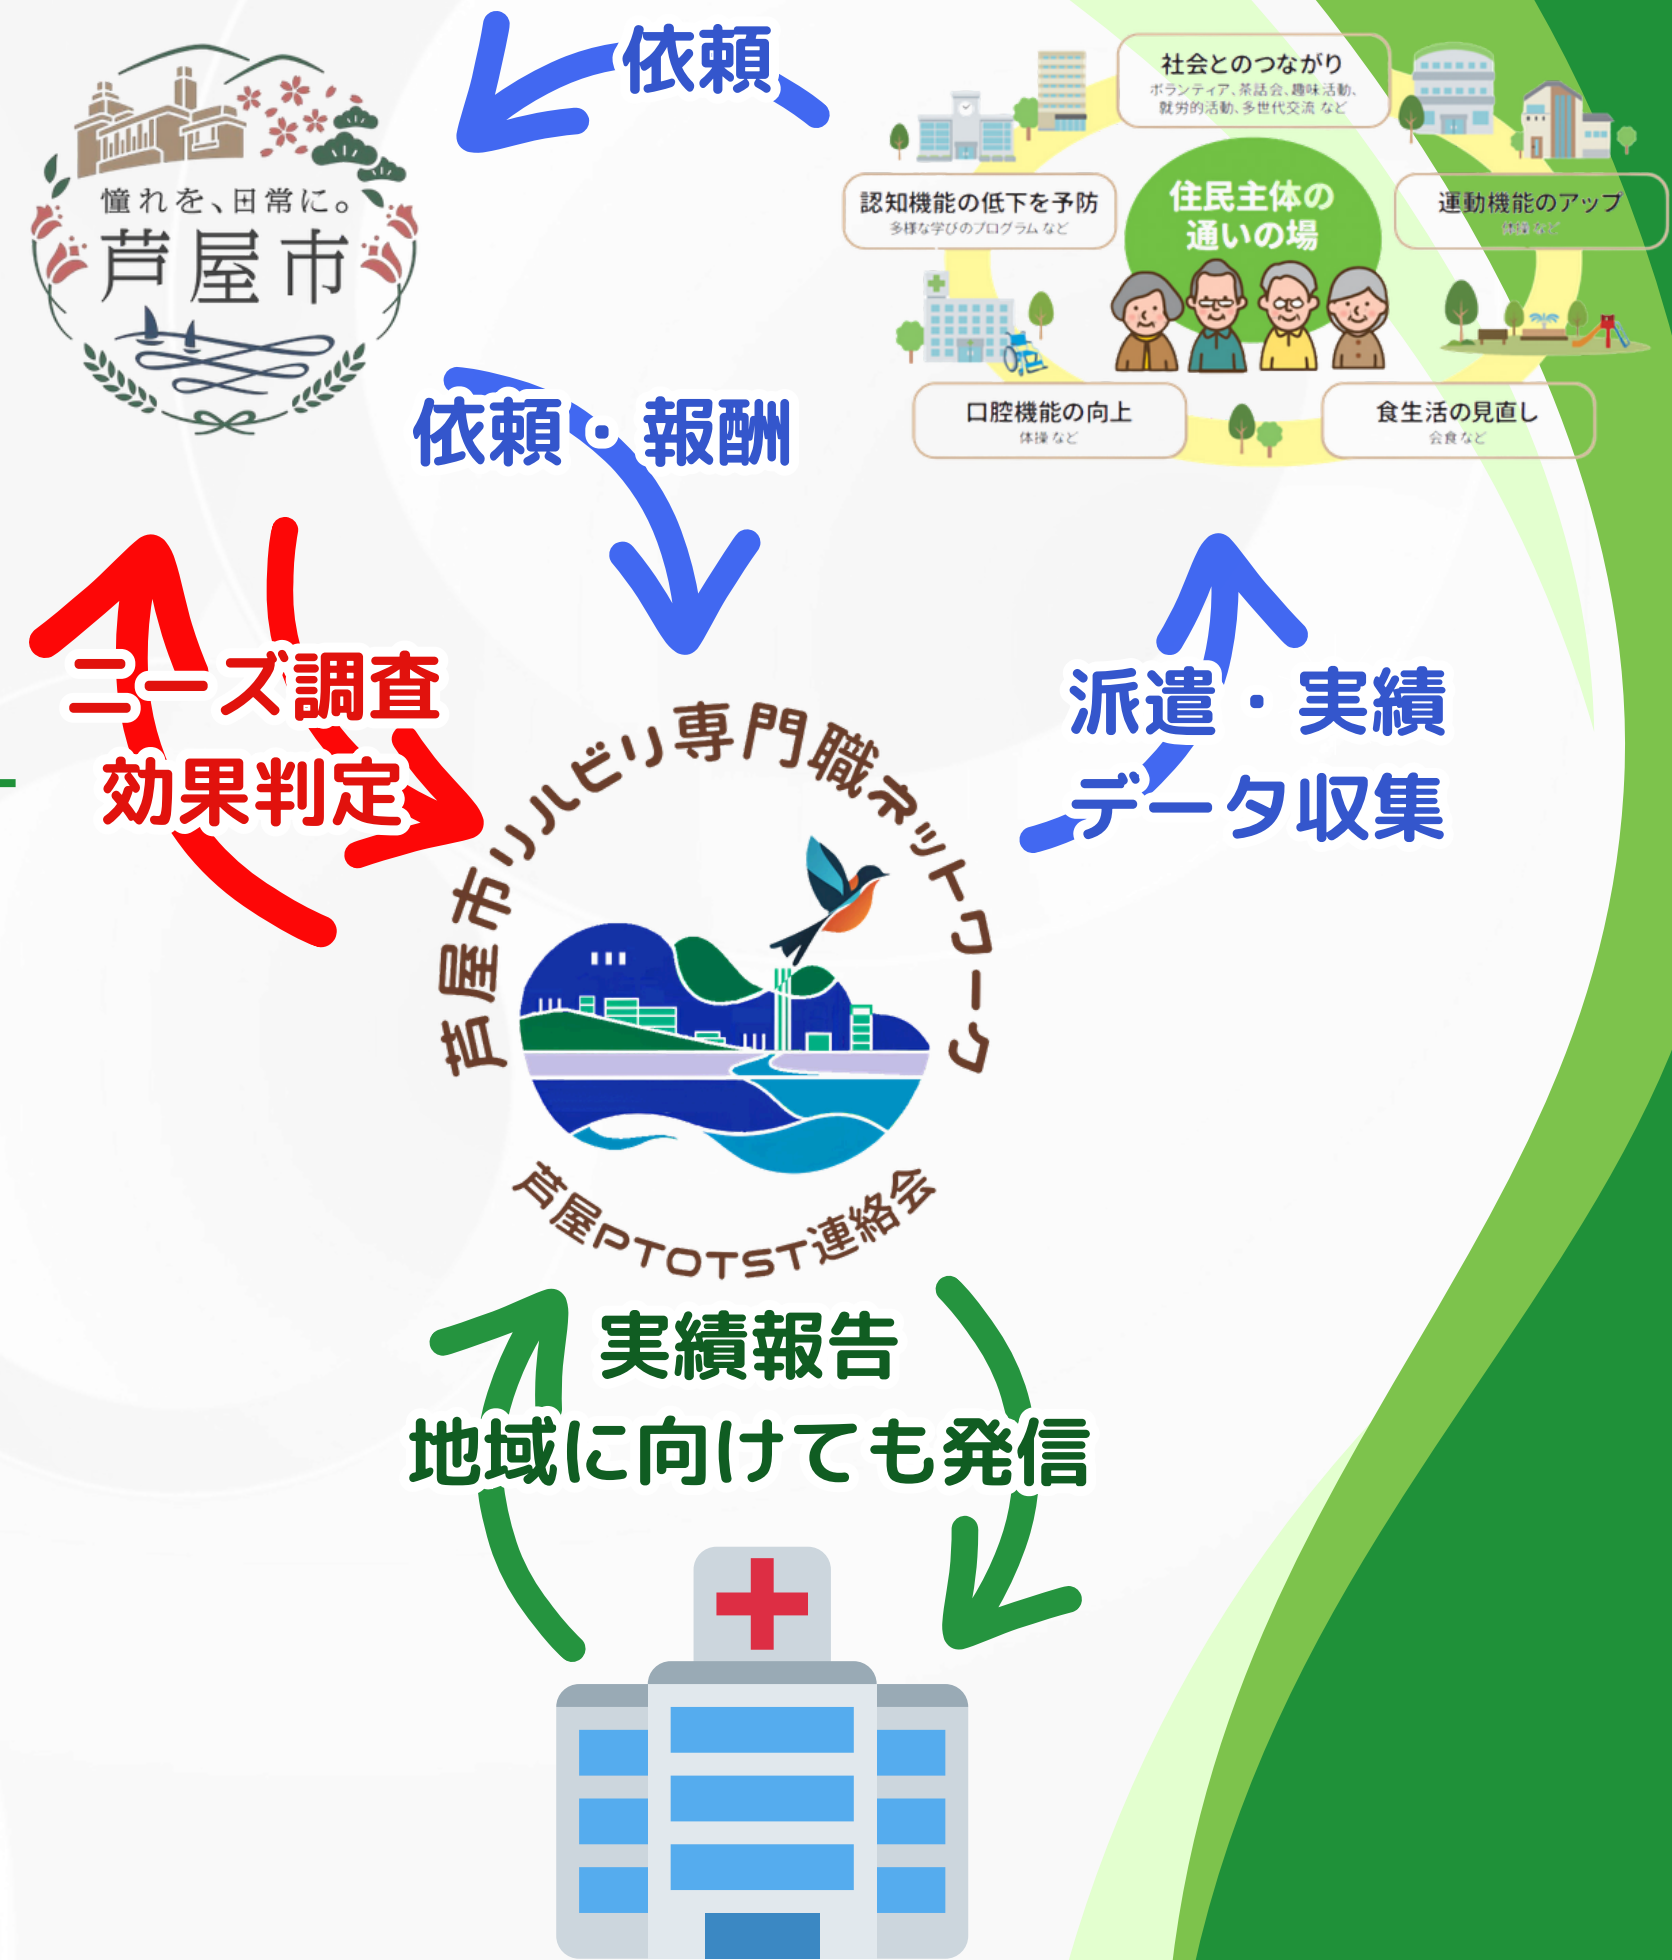 依頼
憧れを、日常に。
芦屋市
社会とのつながり
ボランティア、茶話会、趣味活動、
就労的活動、多世代交流 など
認知機能の低下を予防
多様な学びのプログラム など
住民主体の
通いの場
運動機能のアップ
体操 など
口腔機能の向上
体操 など
食生活の見直し
会食 など
依頼・報酬
ニーズ調査
効果判定
派遣・実績
データ収集
芦屋市リハビリ専門職ネットワーク
芦屋PTOTST連絡会
実績報告
地域に向けても発信